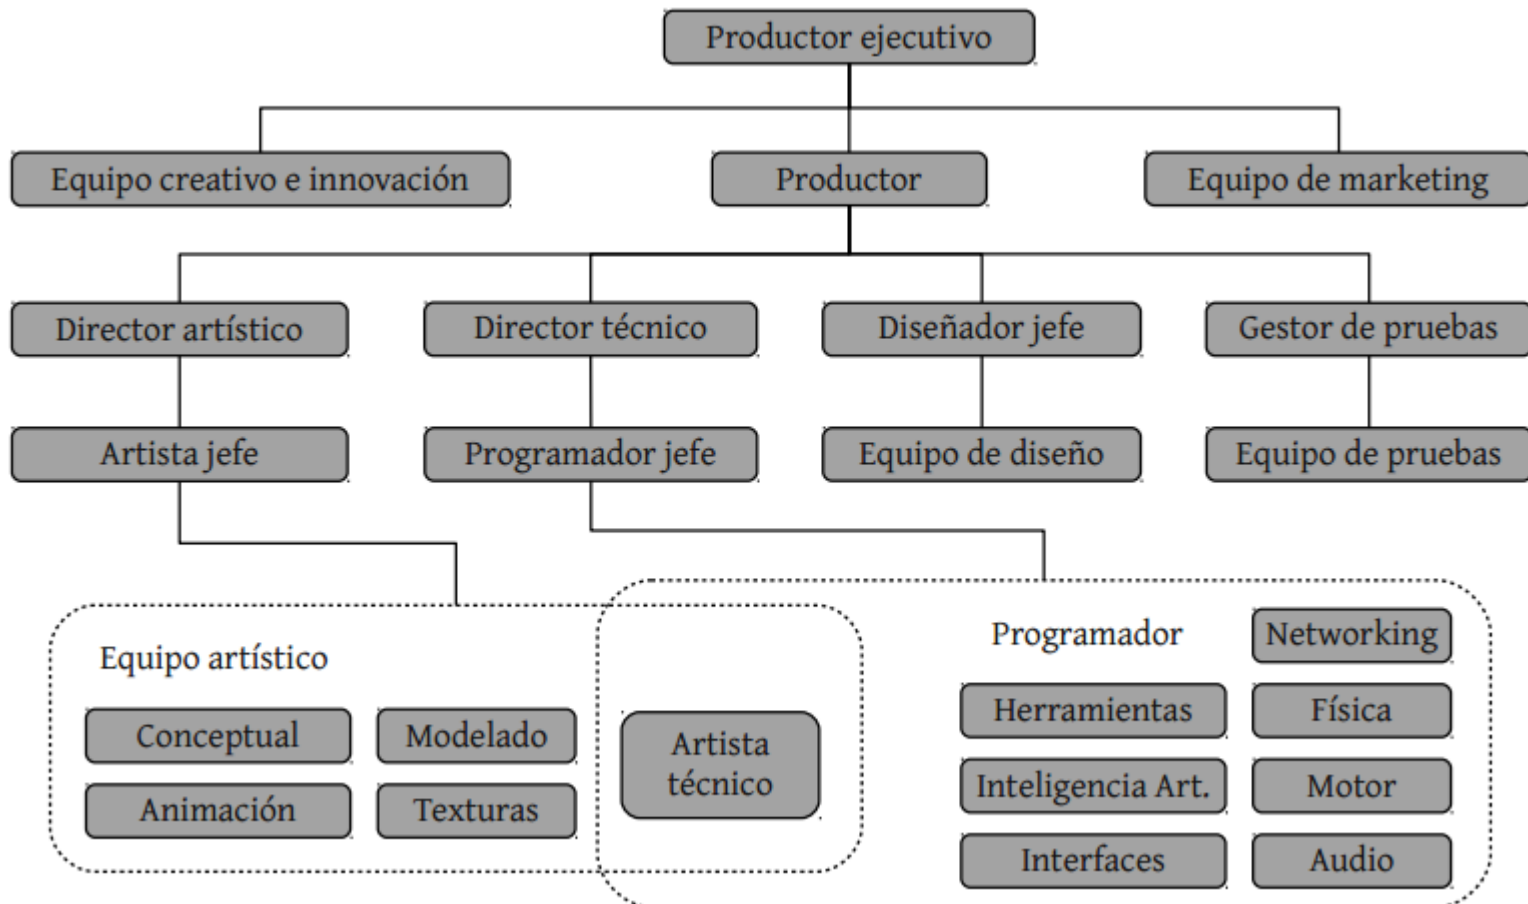 Productor ejecutivo
Equipo creativo e innovación
Productor
Equipo de marketing
Director artístico
Director técnico
Diseñador jefe
Gestor de pruebas
Artista jefe
Programador jefe
Equipo de diseño
Equipo de pruebas
Equipo artístico
Conceptual
Modelado
Animación
Texturas
Artista
técnico
Programador
Networking
Herramientas
Física
Inteligencia Art.
Motor
Interfaces
Audio